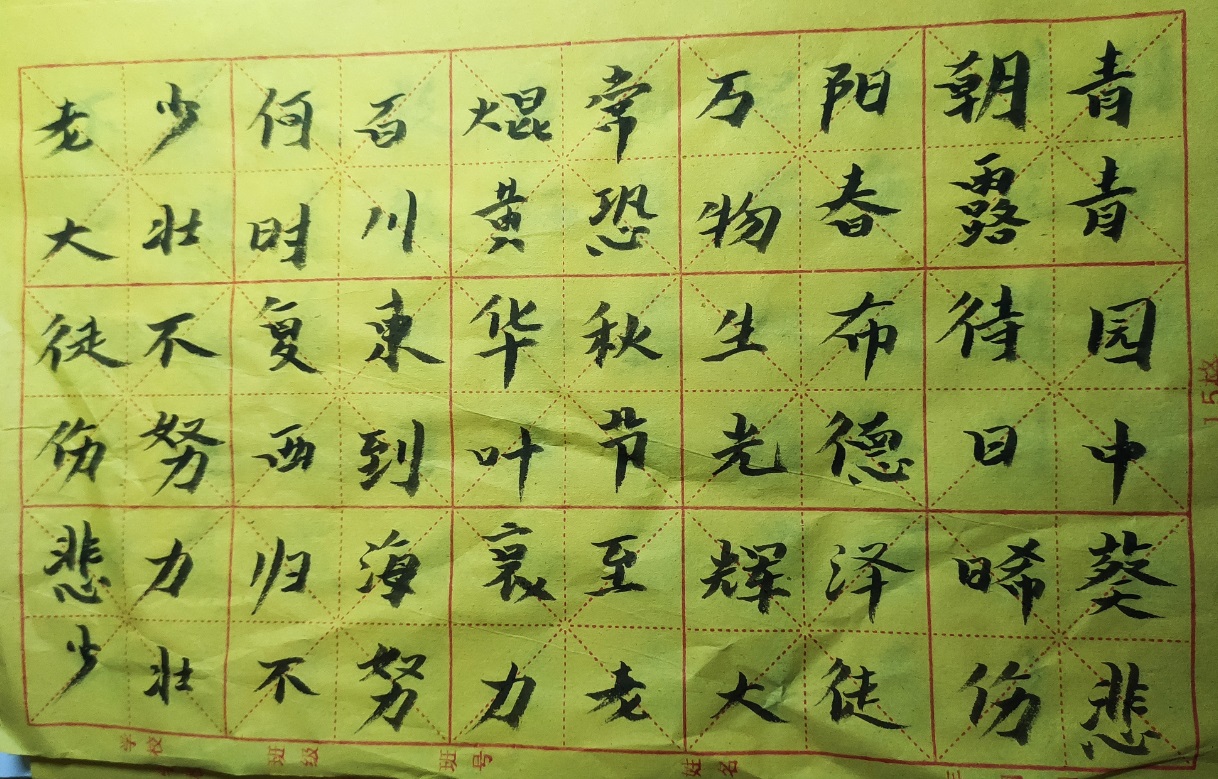 青青园中葵悲
朝露待日晞伤
阳春布德泽徒
万物生光辉大
常恐秋节至老
焜黄华叶衰力
百川東到海努
何时复西归不
少壮不努力壮
老大徒伤悲少
15格
学校
班级
班号
姓名